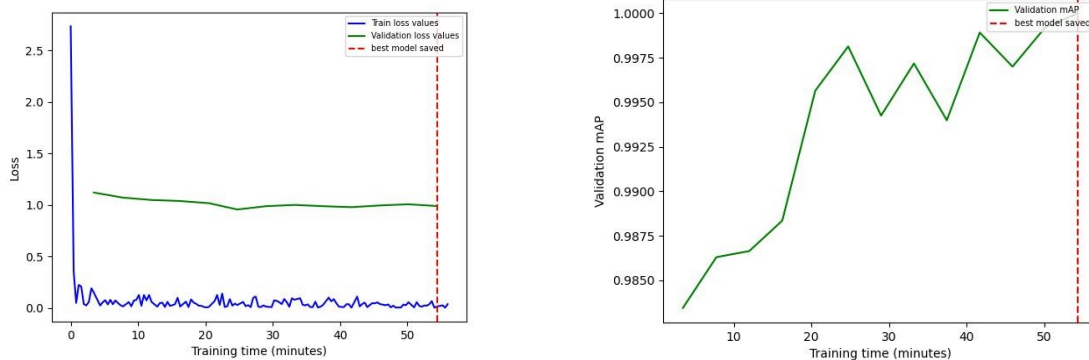 Train loss values
Validation loss values
best model saved
2.5
2.0
1.5
1.0
0.5
0.0
Loss
0 10 20 30 40 50
Training time (minutes)
Validation mAP
best model saved
1.0000
0.9975
0.9950
0.9925
0.9900
0.9875
0.9850
Validation mAP
10 20 30 40 50
Training time (minutes)